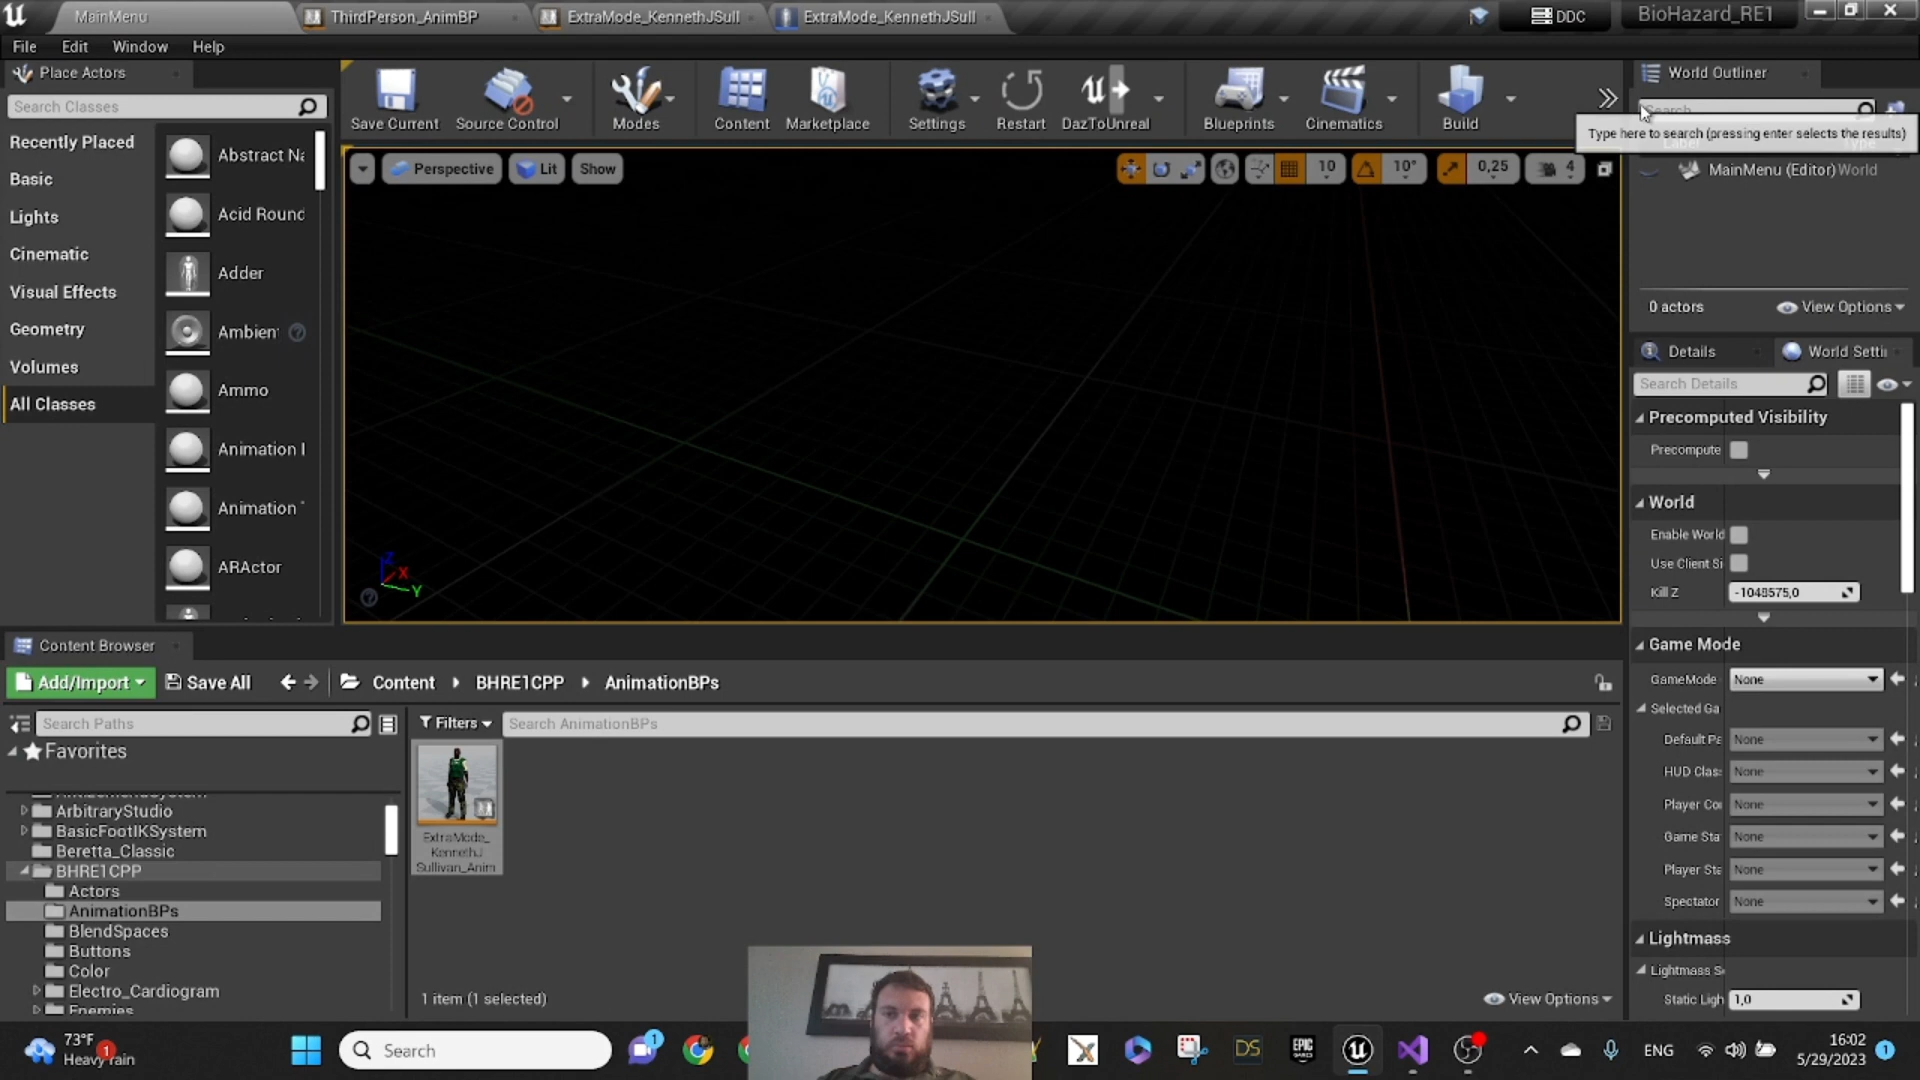 MainMenu
ThirdPerson_AnimBP
ExtraMode_KennethJSull
ExtraMode_KennethJSull
DDC
BioHazard_RE1
File
Edit
Window
Help
Place Actors
Search Classes
Recently Placed
Basic
Lights
Cinematic
Visual Effects
Geometry
Volumes
All Classes
Abstract Na
Acid Round
Adder
Ambien
Ammo
Animation
Animation
ARActor
Save Current
Source Control
Modes
Content
Marketplace
Settings
Restart
DazToUnreal
Blueprints
Cinematics
Build
Perspective
Lit
Show
10
10°
0,25
4
Z
X
Y
World Outliner
Search
Type here to search (pressing enter selects the results)
Label
Type
MainMenu (Editor)
World
0 actors
View Options
Details
World Setti
Search Details
Precomputed Visibility
Precompute
World
Enable World
Use Client Si
Kill Z
-1048575,0
Game Mode
GameMode
None
Selected Ga
Default Pa
None
HUD Clas
None
Player Co
None
Game Sta
None
Player Sta
None
Spectator
None
Lightmass
Lightmass Se
Static Ligh
1,0
Content Browser
Add/Import
Save All
Content
BHRE1CPP
AnimationBPs
Search Paths
Filters
Search AnimationBPs
Favorites
ArbitraryStudio
BasicFootIKSystem
Beretta_Classic
BHRE1CPP
Actors
AnimationBPs
BlendSpaces
Buttons
Color
Electro_Cardiogram
Enemies
ExtraMode_
KennethJ
Sullivan_Anim
1 item (1 selected)
View Options
73°F
Heavy rain
1
Search
1
DS
EPIC
GAMES
ENG
16:02
5/29/2023
1